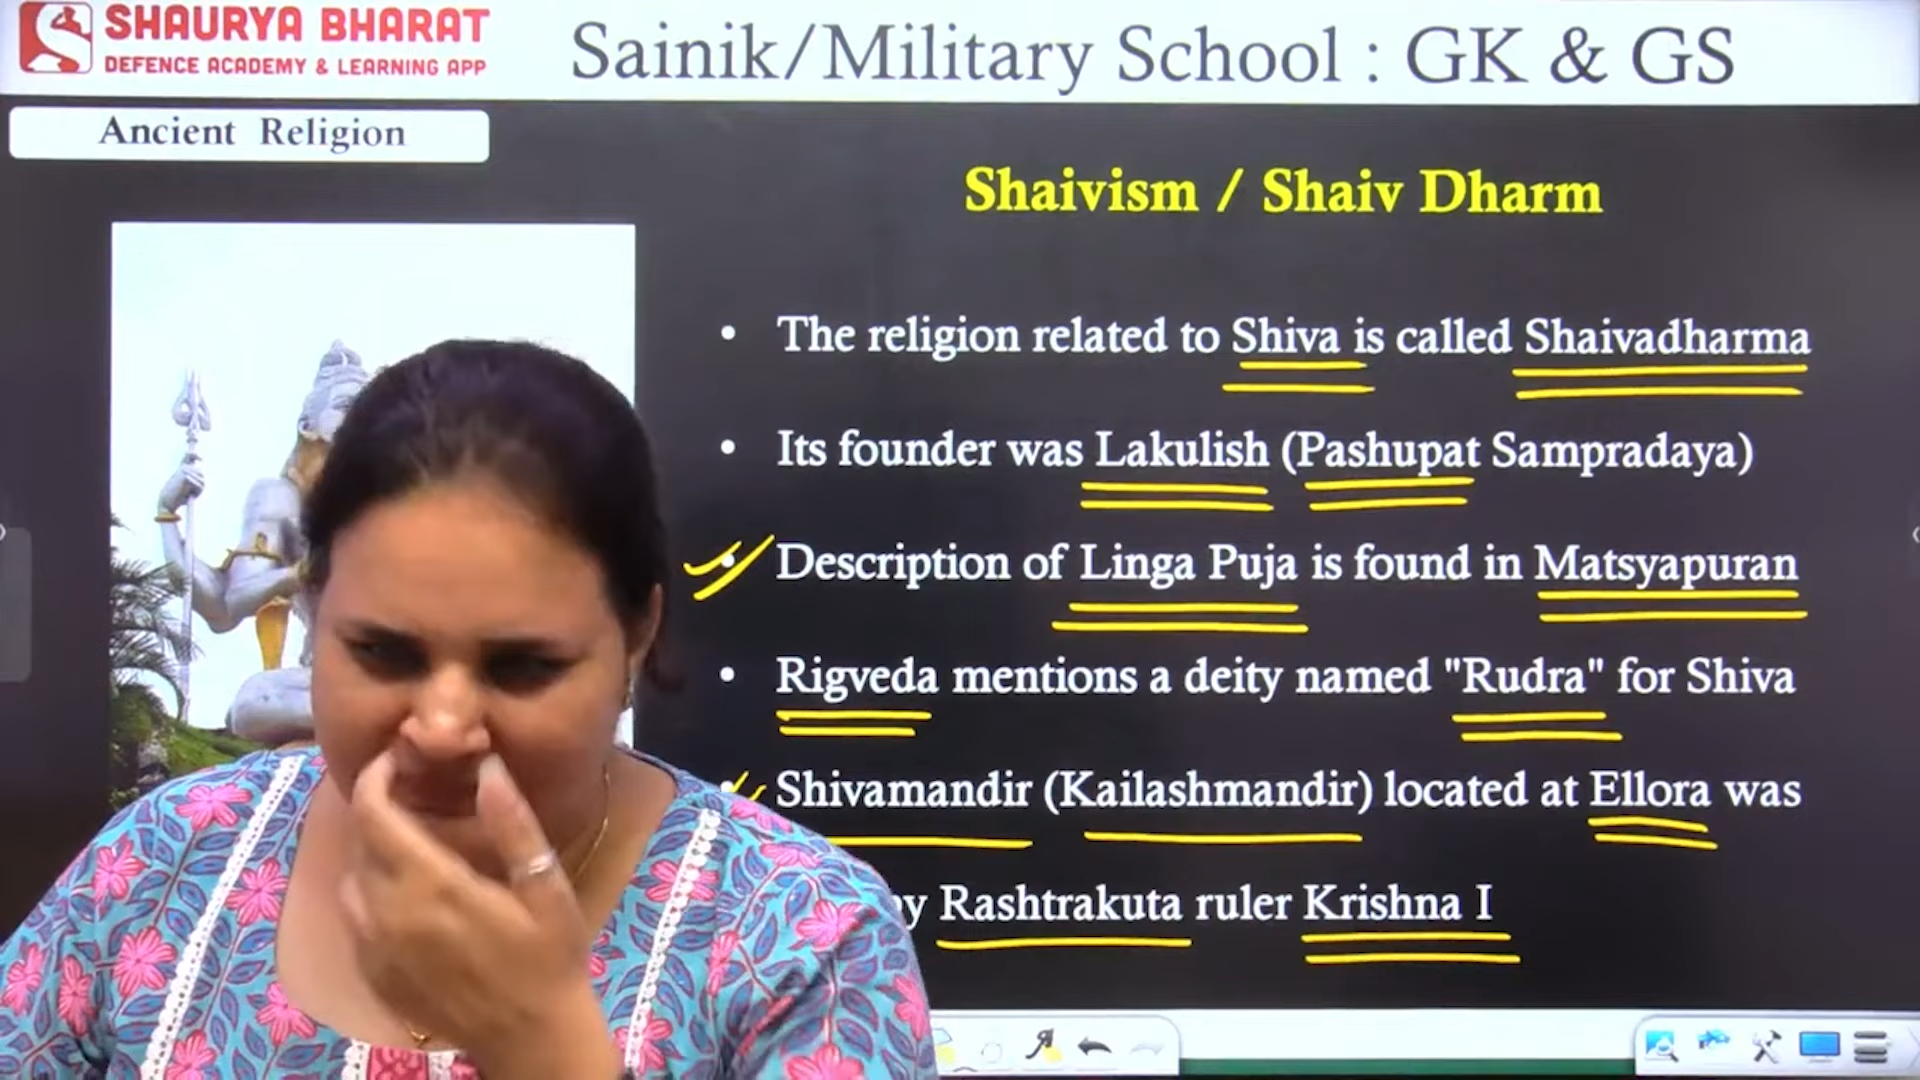 SHAURYA BHARAT
DEFENCE ACADEMY & LEARNING APP
Sainik/Military School : GK & GS
Ancient Religion
Shaivism / Shaiv Dharm
• The religion related to Shiva is called Shaivadharma
• Its founder was Lakulish (Pashupat Sampradaya)
• Description of Linga Puja is found in Matsyapuran
• Rigveda mentions a deity named "Rudra" for Shiva
• Shivamandir (Kailashmandir) located at Ellora was
Rashtrakuta ruler Krishna I